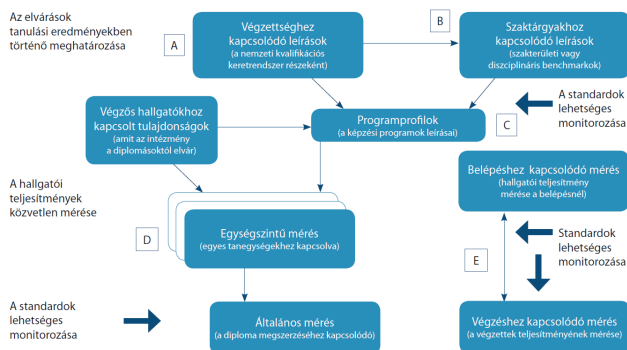 Az elvárások
tanulási eredményekben
történő meghatározása
A
Végzettséghez
kapcsolódó leírások
(a nemzeti kvalifikációs
keretrendszer részeként)
B
Szaktárgyakhoz
kapcsolódó leírások
(szakterületi vagy
diszciplináris benchmarkok)
A standardok
lehetséges
monitorozása
Végzős hallgatókhoz
kapcsolt tulajdonságok
(amit az intézmény
a diplomásoktól elvár)
Programprofilok
(a képzési programok leírásai)
C
A hallgatói
teljesítmények
közvetlen mérése
D
Egységszintű mérés
(egyes tanegységekhez kapcsolva)
Belépéshez kapcsolódó mérés
(hallgatói teljesítmény
mérése a belépésnél)
E
Standardok
lehetséges
monitorozása
A standardok
lehetséges
monitorozása
Általános mérés
(a diploma megszerzéséhez kapcsolódó)
Végzéshez kapcsolódó mérés
(a végzettek teljesítményének mérése)